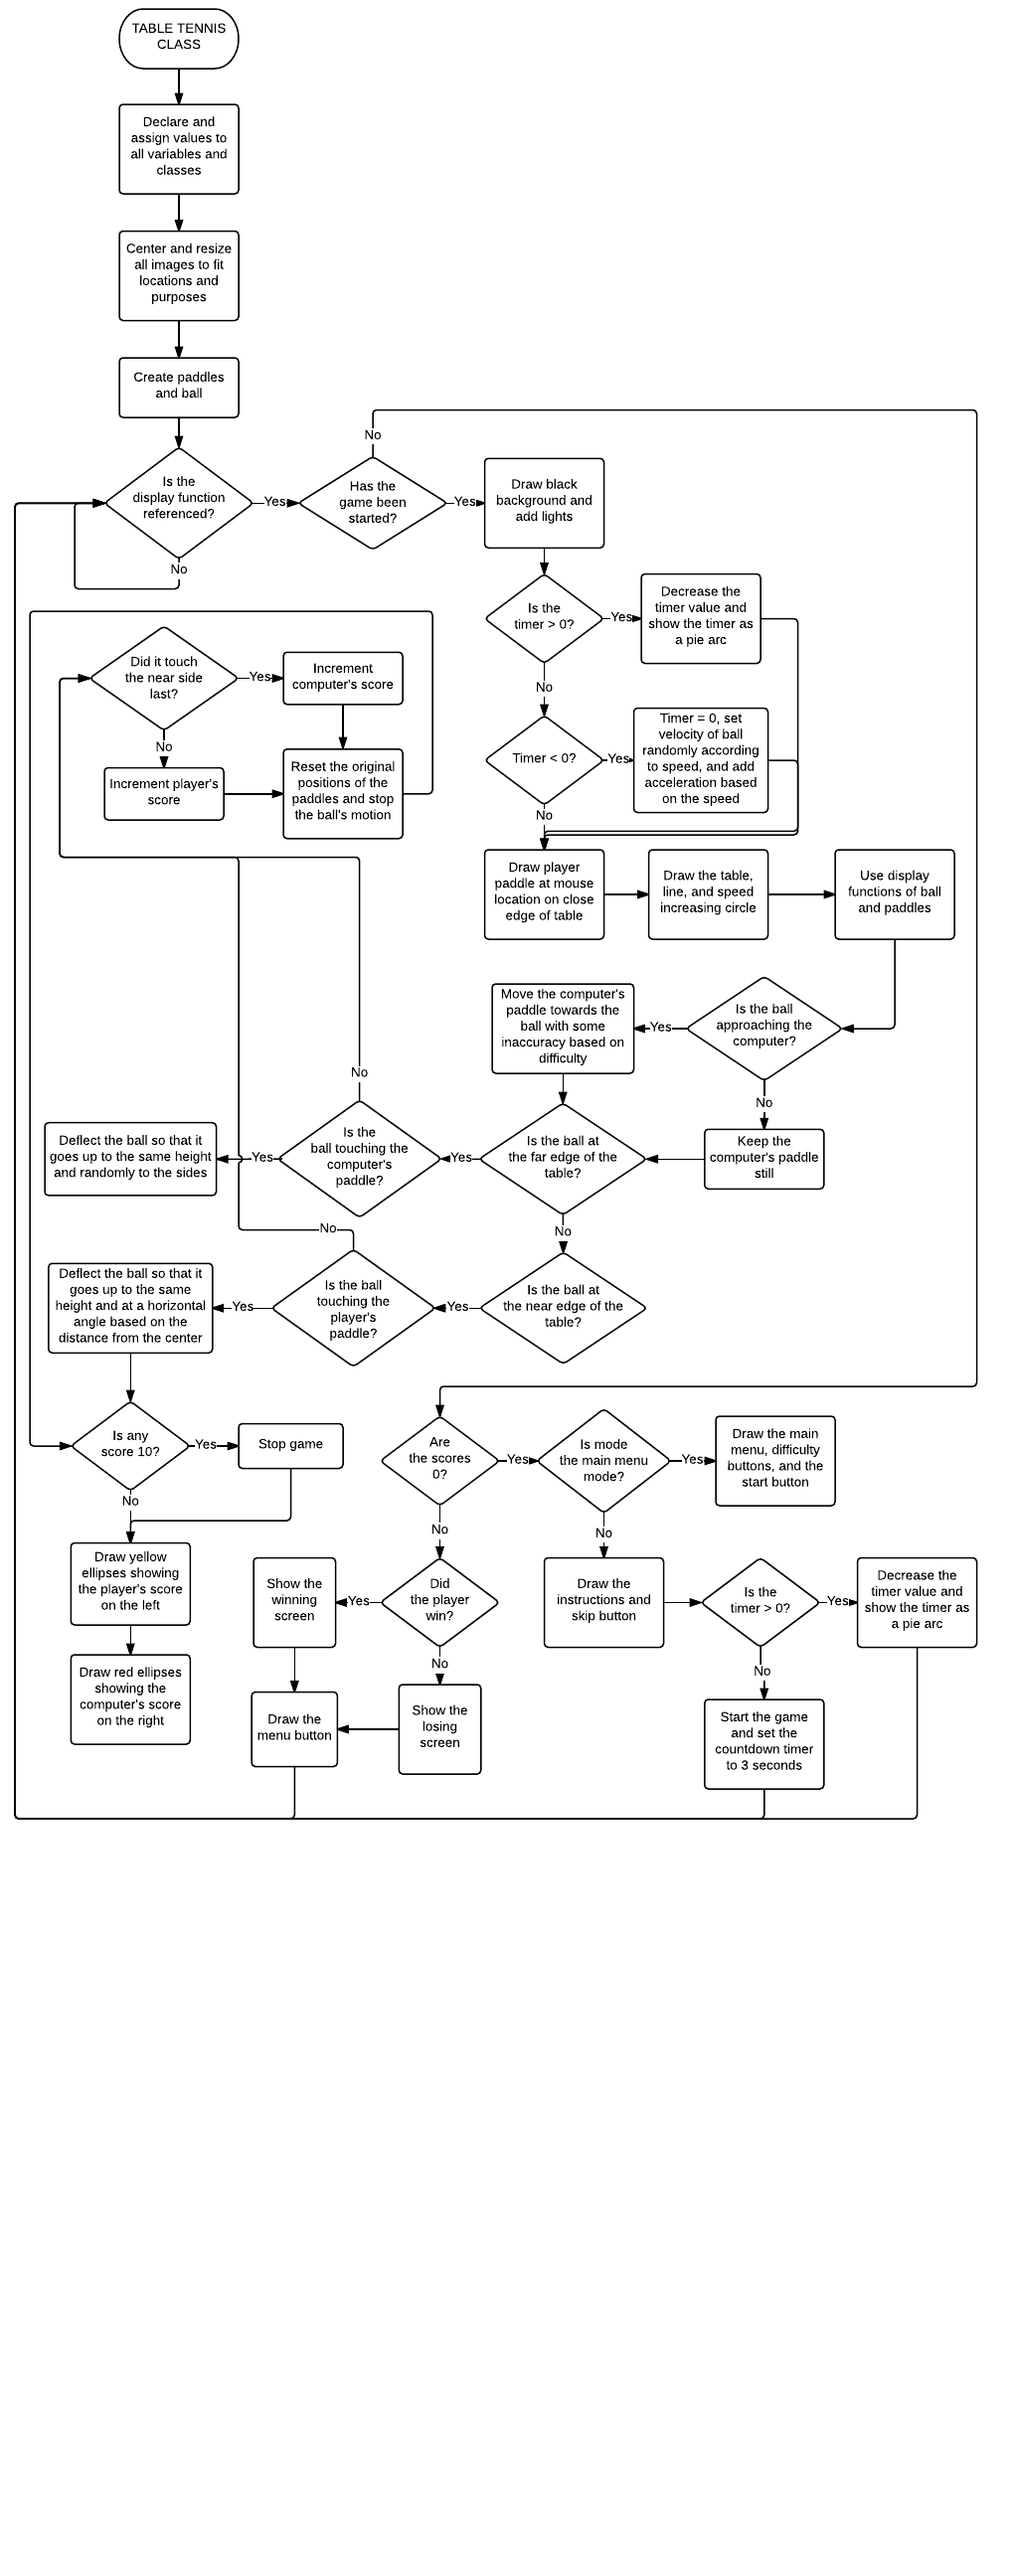 TABLE TENNIS
CLASS
Declare and
assign values to
all variables and
classes
Center and resize
all images to fit
locations and
purposes
Create paddles
and ball
Is the
display function
referenced?
Yes
No
Has the
game been
started?
No
Yes
Draw black
background and
add lights
Is the
timer > 0?
Yes
Decrease the
timer value and
show the timer as
a pie arc
No
Timer < 0?
Yes
Timer = 0, set
velocity of ball
randomly according
to speed, and add
acceleration based
on the speed
No
Did it touch
the near side
last?
Yes
Increment
computer's score
No
Increment player's
score
Reset the original
positions of the
paddles and stop
the ball's motion
Draw player
paddle at mouse
location on close
edge of table
Draw the table,
line, and speed
increasing circle
Use display
functions of ball
and paddles
Is the ball
approaching the
computer?
Yes
Move the computer's
paddle towards the
ball with some
inaccuracy based on
difficulty
No
Keep the
computer's paddle
still
Is the ball at
the far edge of the
table?
Yes
Is the
ball touching the
computer's
paddle?
No
Yes
Deflect the ball so that it
goes up to the same height
and randomly to the sides
No
Is the ball at
the near edge of the
table?
Yes
Is the ball
touching the
player's
paddle?
No
Yes
Deflect the ball so that it
goes up to the same
height and at a horizontal
angle based on the
distance from the center
Is any
score 10?
Yes
Stop game
No
Draw yellow
ellipses showing
the player's score
on the left
Draw red ellipses
showing the
computer's score
on the right
Are
the scores
0?
Yes
Is mode
the main menu
mode?
Yes
Draw the main
menu, difficulty
buttons, and the
start button
No
Did
the player
win?
Yes
Show the
winning
screen
No
Show the
losing
screen
Draw the
menu button
No
Draw the
instructions and
skip button
Is the
timer > 0?
Yes
Decrease the
timer value and
show the timer as
a pie arc
No
Start the game
and set the
countdown timer
to 3 seconds